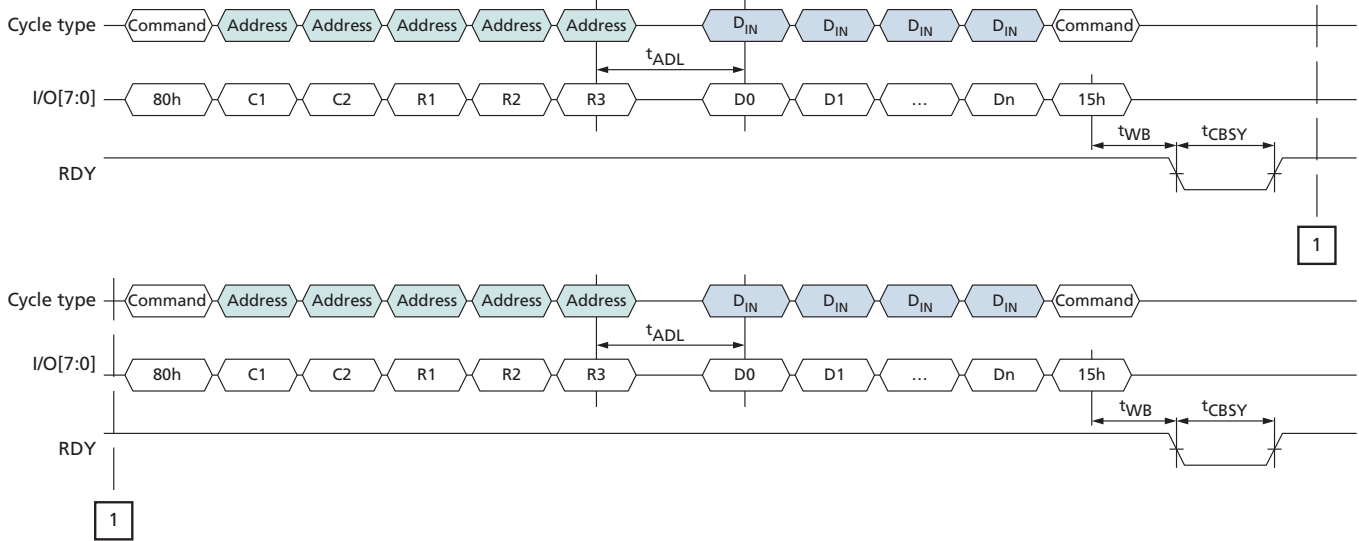 Cycle type Command Address Address Address Address Address DIN DIN DIN DIN Command
tADL
I/O[7:0] 80h C1 C2 R1 R2 R3 D0 D1 … Dn 15h
tWB tCBSY
RDY
1
Cycle type Command Address Address Address Address Address DIN DIN DIN DIN Command
tADL
I/O[7:0] 80h C1 C2 R1 R2 R3 D0 D1 … Dn 15h
tWB tCBSY
RDY
1